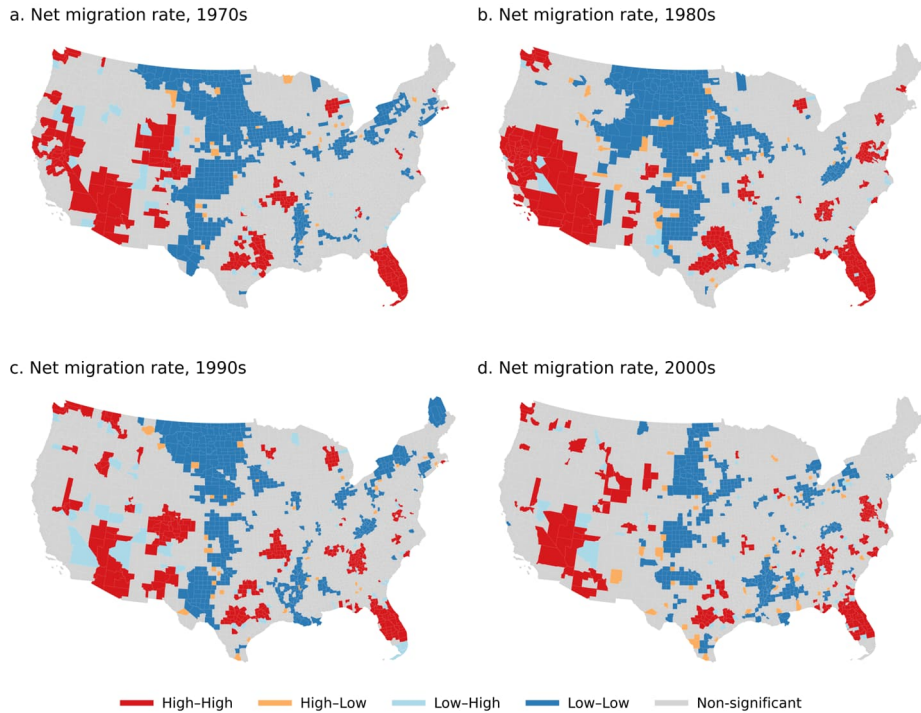 a. Net migration rate, 1970s
b. Net migration rate, 1980s
c. Net migration rate, 1990s
d. Net migration rate, 2000s
High–High
High–Low
Low–High
Low–Low
Non-significant